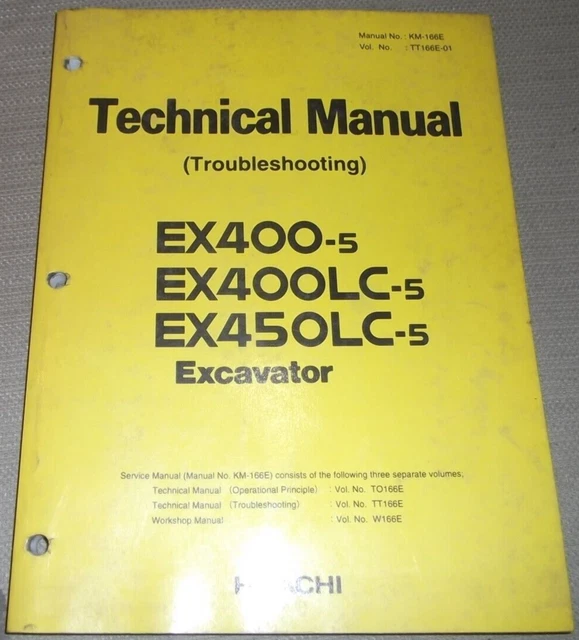 Manual No. : KM-166E
Vol. No. : TT166E-01
Technical Manual
(Troubleshooting)
EX400-5
EX400LC-5
EX450LC-5
Excavator
Service Manual (Manual No. KM-166E) consists of the following three separate volumes;
Technical Manual (Operational Principle) : Vol. No. TO166E
Technical Manual (Troubleshooting) : Vol. No. TT166E
Workshop Manual : Vol. No. W166E
HITACHI